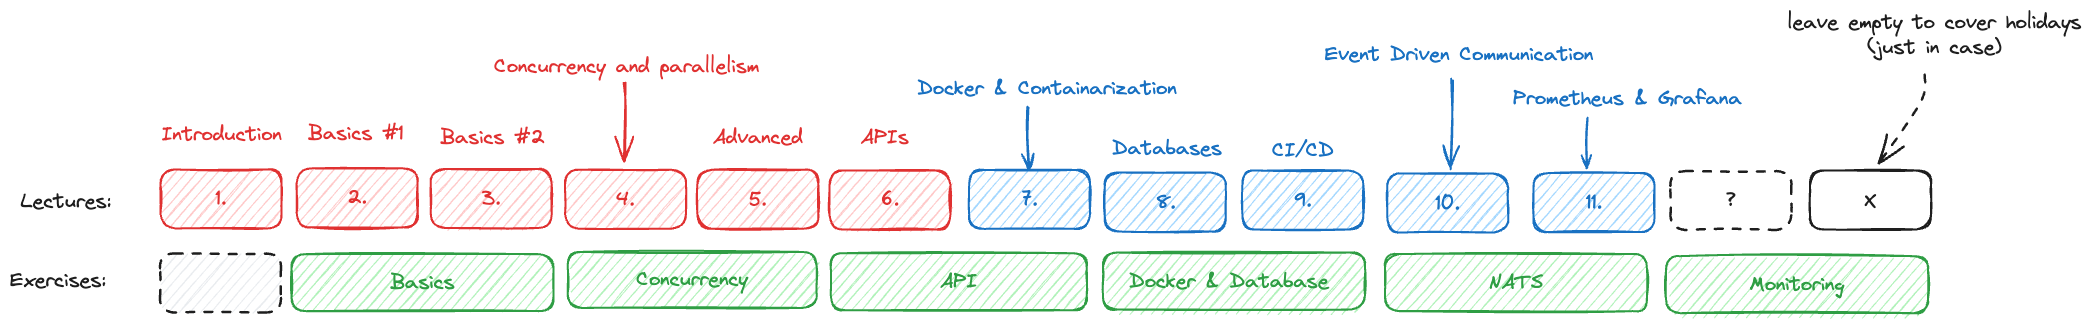 leave empty to cover holidays
(just in case)
Event Driven Communication
Concurrency and parallelism
Docker & Containarization
Prometheus & Grafana
Introduction
Basics #1
Basics #2
Advanced
APIs
Databases
CI/CD
Lectures:
1.
2.
3.
4.
5.
6.
7.
8.
9.
10.
11.
?
X
Exercises:
Basics
Concurrency
API
Docker & Database
NATS
Monitoring